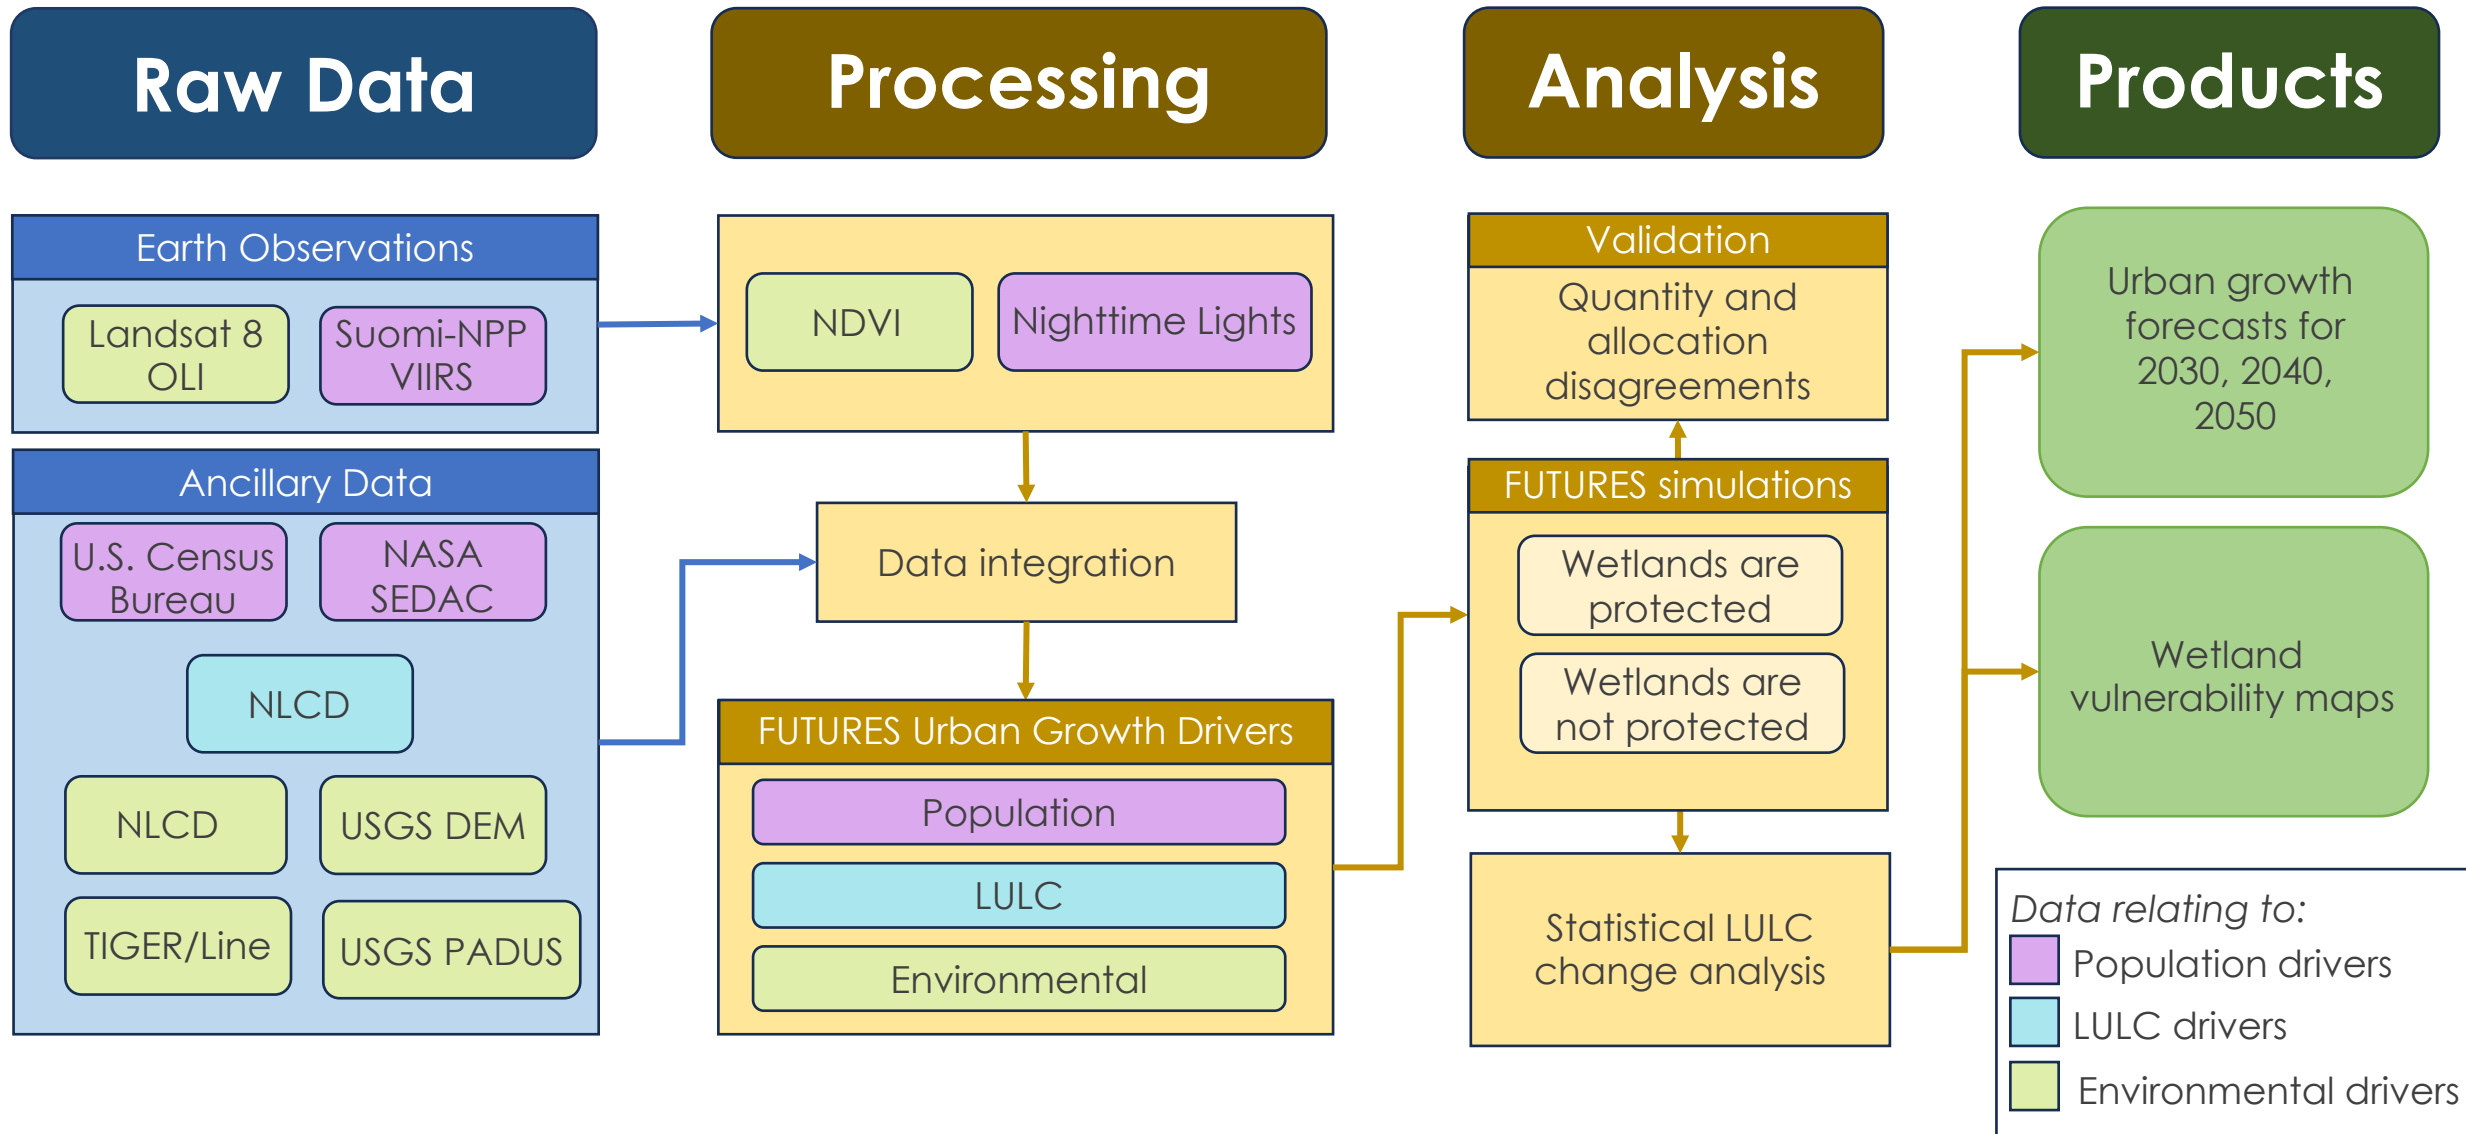 Raw Data
Processing
Analysis
Products
Earth Observations
Landsat 8
OLI
Suomi-NPP
VIIRS
Ancillary Data
U.S. Census
Bureau
NASA
SEDAC
NLCD
NLCD
USGS DEM
TIGER/Line
USGS PADUS
NDVI
Nighttime Lights
Data integration
FUTURES Urban Growth Drivers
Population
LULC
Environmental
Validation
Quantity and
allocation
disagreements
FUTURES simulations
Wetlands are
protected
Wetlands are
not protected
Statistical LULC
change analysis
Urban growth
forecasts for
2030, 2040,
2050
Wetland
vulnerability maps
Data relating to:
Population drivers
LULC drivers
Environmental drivers